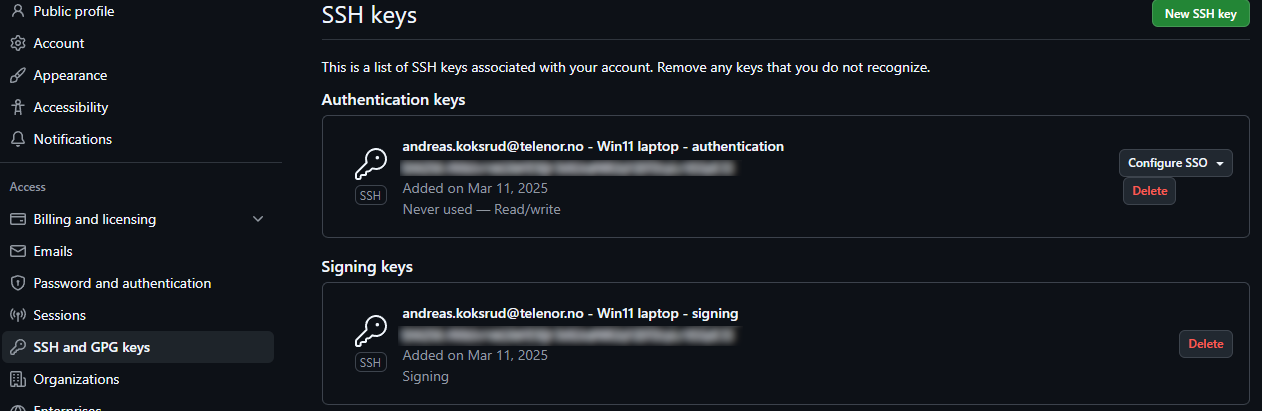 Public profile
Account
Appearance
Accessibility
Notifications
Access
Billing and licensing
Emails
Password and authentication
Sessions
SSH and GPG keys
Organizations
Enterprises
SSH keys
New SSH key
This is a list of SSH keys associated with your account. Remove any keys that you do not recognize.
Authentication keys
andreas.koksrud@telenor.no - Win11 laptop - authentication
SSH
Added on Mar 11, 2025
Never used — Read/write
Configure SSO
Delete
Signing keys
andreas.koksrud@telenor.no - Win11 laptop - signing
SSH
Added on Mar 11, 2025
Signing
Delete